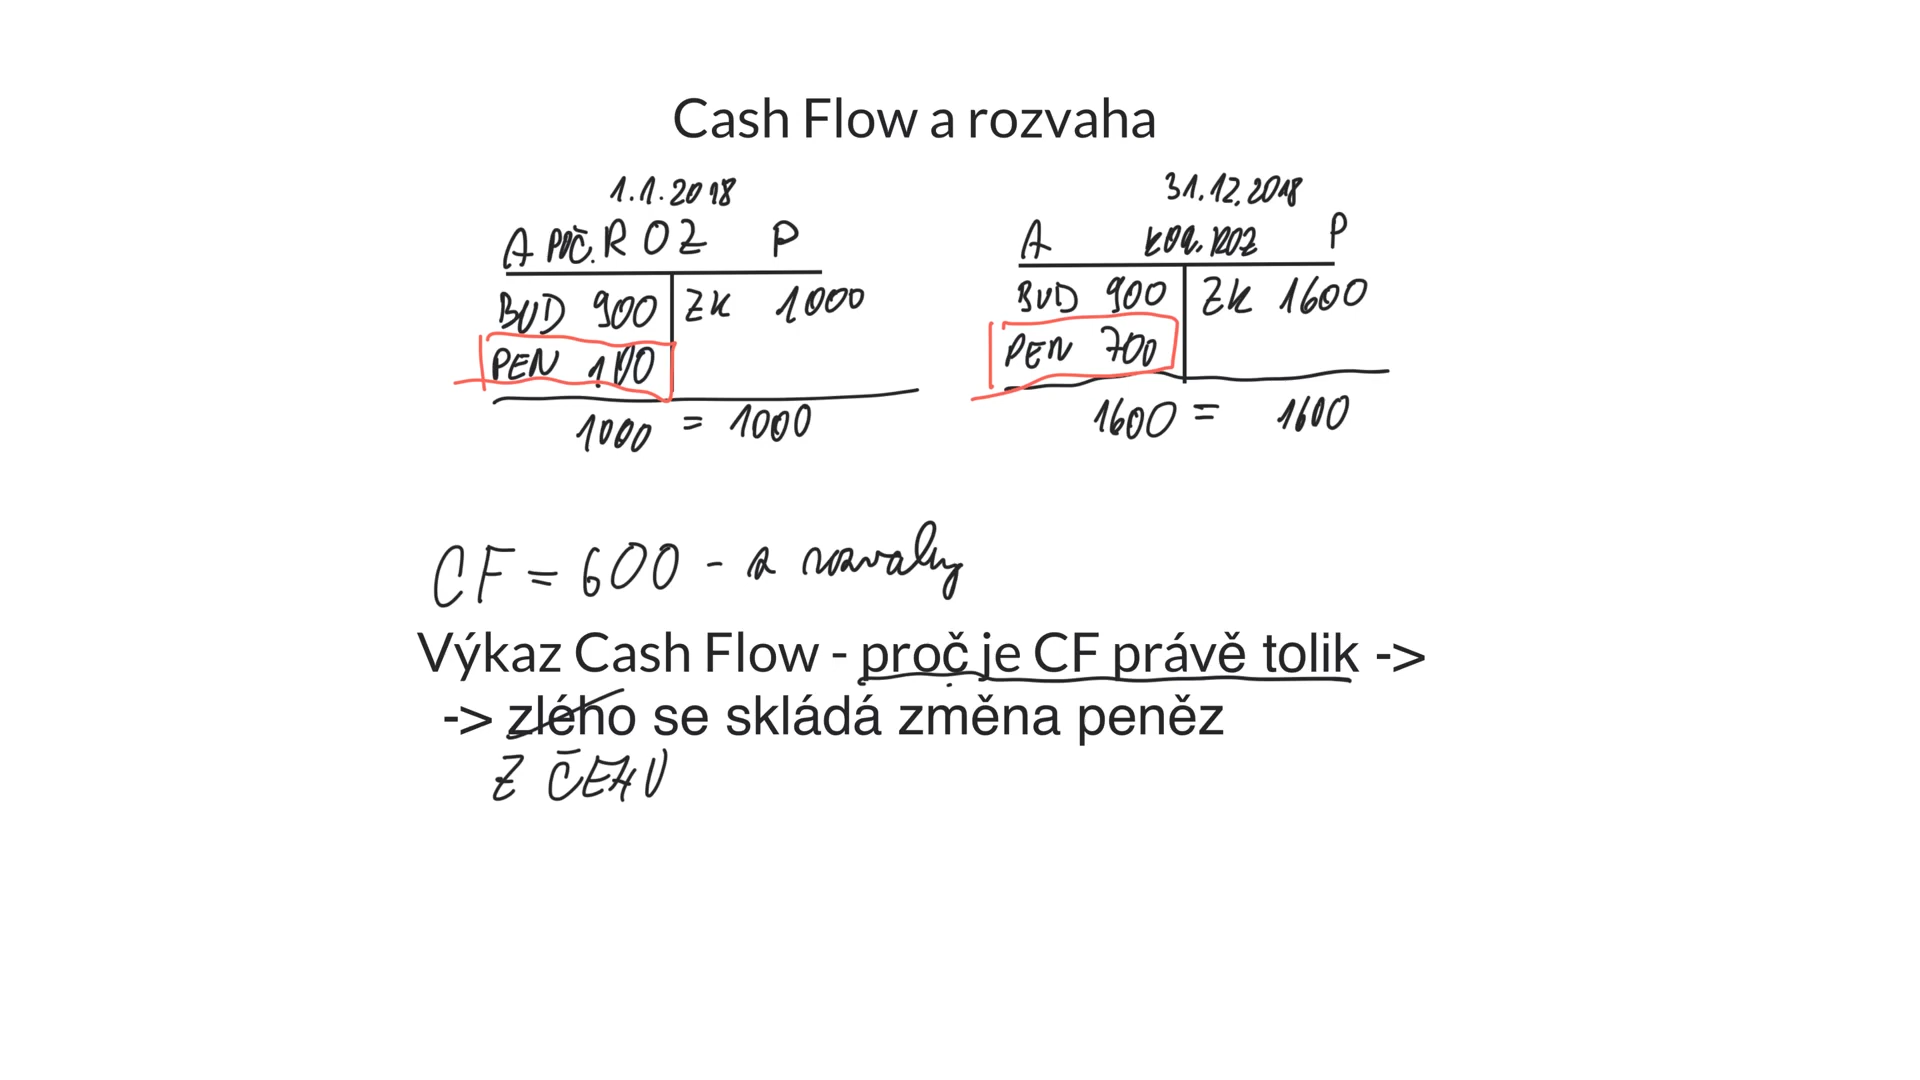 Cash Flow a rozvaha
1.1.2018
A POČ. ROZ P
BUD 900 ZK 1000
PEN 100
1000 = 1000
31.12.2018
A KON. ROZ P
BUD 900 ZK 1600
PEN 700
1600 = 1600
CF = 600 - z rozvahy
Výkaz Cash Flow - proč je CF právě tolik ->
-> zlého se skládá změna peněz
Z ČEHO